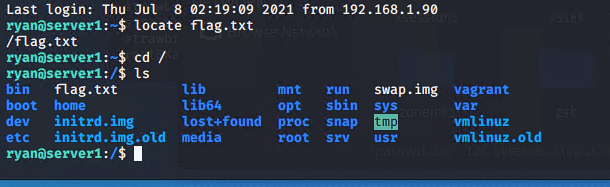 Last login: Thu Jul  8 02:19:09 2021 from 192.168.1.90
ryan@server1:~$ locate flag.txt
/flag.txt
ryan@server1:~$ cd /
ryan@server1:/$ ls
bin   flag.txt        lib         mnt   run   swap.img  vagrant
boot  home            lib64       opt   sbin  sys       var
dev   initrd.img      lost+found  proc  snap  tmp       vmlinuz
etc   initrd.img.old  media       root  srv   usr       vmlinuz.old
ryan@server1:/$